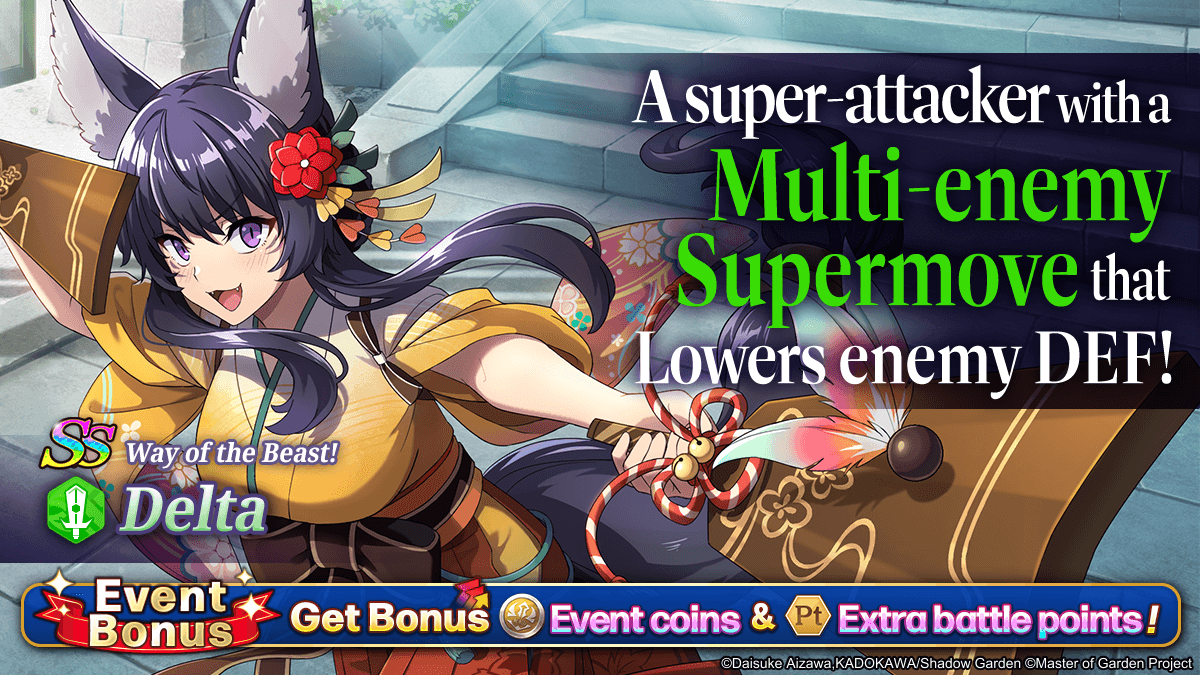 A super-attacker with a
Multi-enemy
Supermove that
Lowers enemy DEF!
SS Way of the Beast!
Delta
Event
Bonus
Get Bonus Event coins & Pt Extra battle points!
©Daisuke Aizawa,KADOKAWA/Shadow Garden ©Master of Garden Project